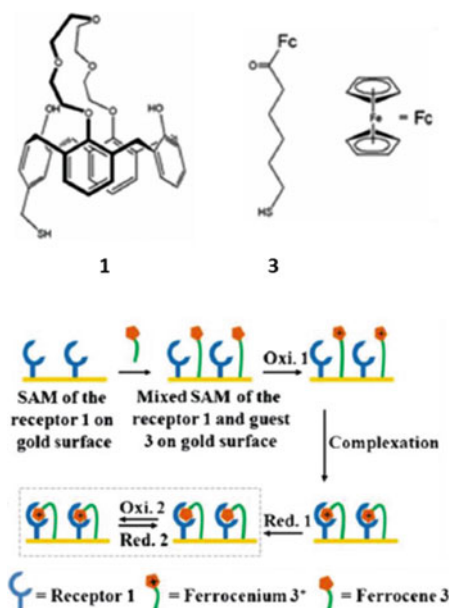 O
O
O
O
O
OH
HO
SH
Fc
O
HS
Fe
= Fc
1
3
Oxi. 1
SAM of the
receptor 1 on
gold surface
Mixed SAM of the
receptor 1 and guest
3 on gold surface
Complexation
Oxi. 2
Red. 2
Red. 1
= Receptor 1
= Ferrocenium 3⁺
= Ferrocene 3